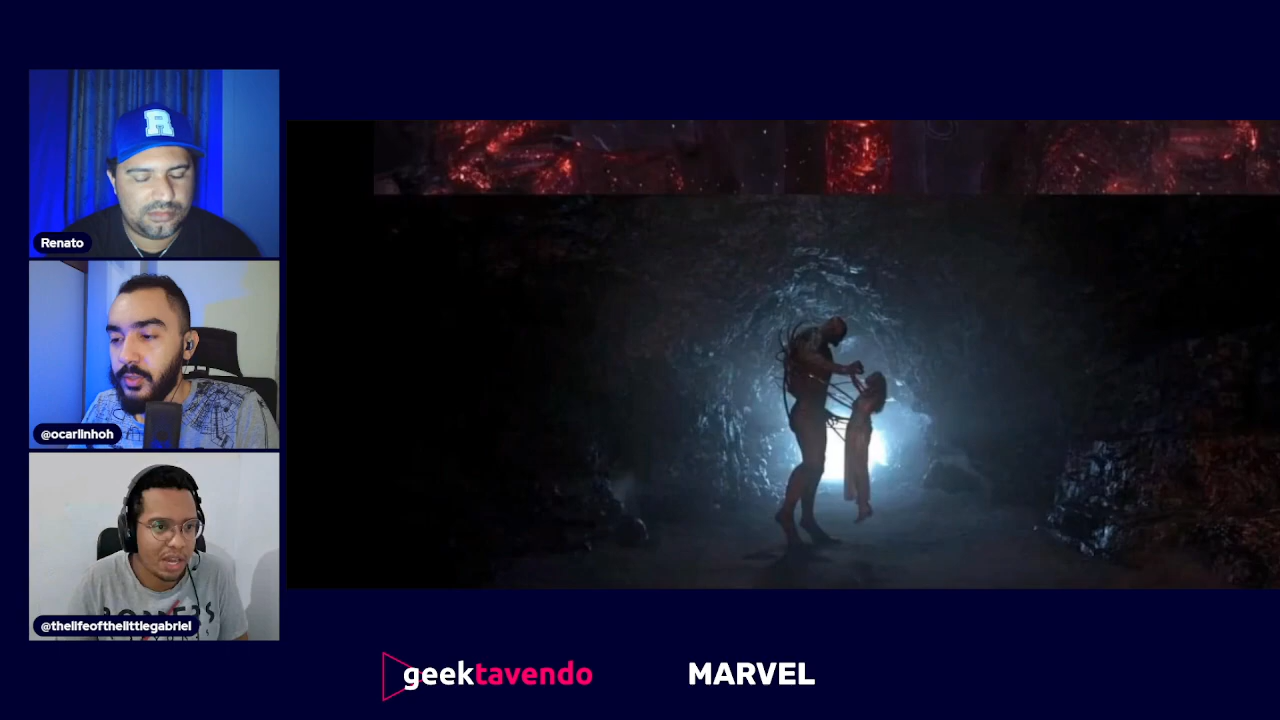 R
Renato
@ocarlinhoh
@thelifeofthelittlegabriel
geektavendo
MARVEL